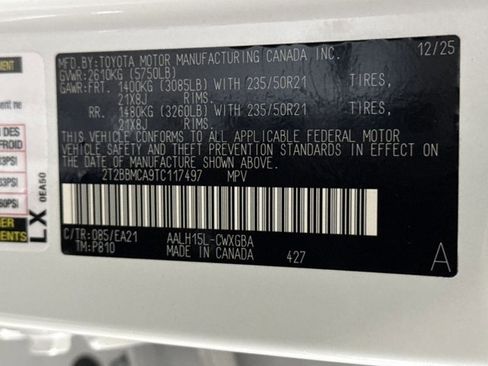 MFD.BY:TOYOTA MOTOR MANUFACTURING CANADA INC. 12/25
GVWR:2610KG (5750LB)
GAWR:FRT. 1400KG (3085LB) WITH 235/50R21 TIRES,
21X8J RIMS.
RR. 1480KG (3260LB) WITH 235/50R21 TIRES,
21X8J RIMS.
THIS VEHICLE CONFORMS TO ALL APPLICABLE FEDERAL MOTOR
VEHICLE SAFETY AND THEFT PREVENTION STANDARDS IN EFFECT ON THE
DATE OF MANUFACTURE SHOWN ABOVE.
2T2BBMCA9TC117497 MPV
C/TR:085/EA21 AALH15L-CWXGBA
TM:P810 MADE IN CANADA 427 A
LX 0EA50
DES
FROID